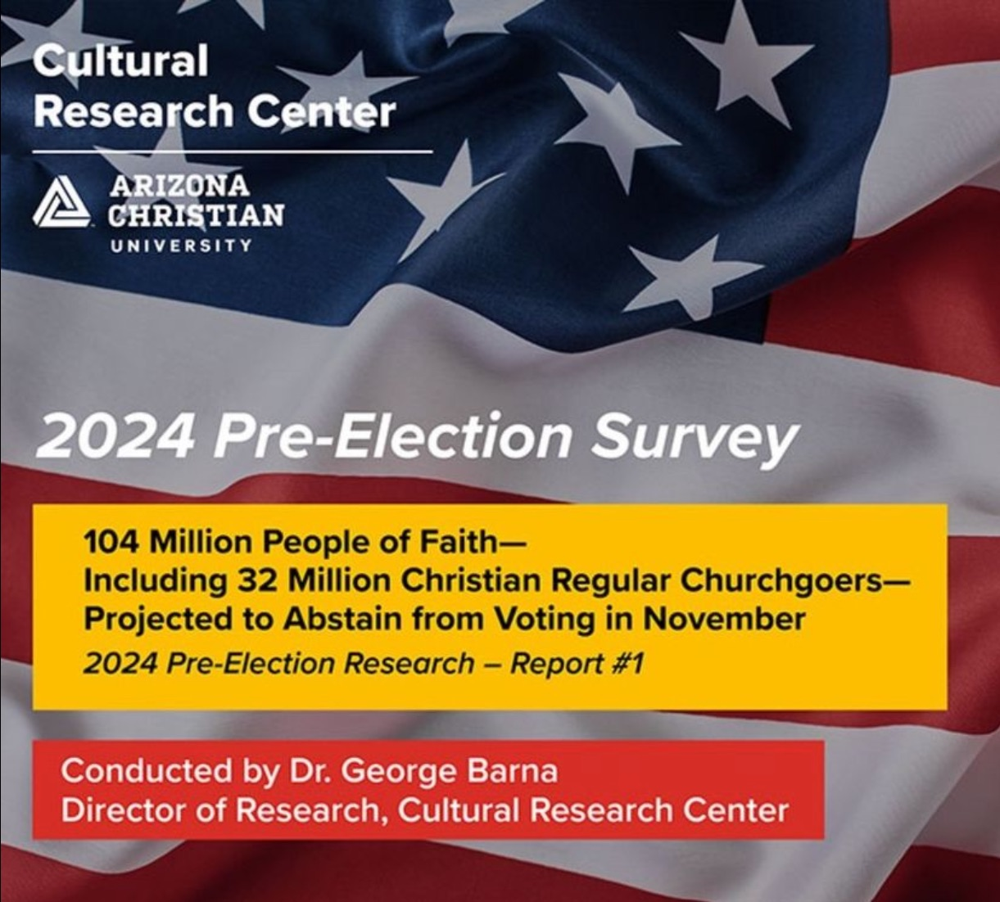 Cultural
Research Center
ARIZONA
CHRISTIAN
UNIVERSITY
2024 Pre-Election Survey
104 Million People of Faith—
Including 32 Million Christian Regular Churchgoers—
Projected to Abstain from Voting in November
2024 Pre-Election Research – Report #1
Conducted by Dr. George Barna
Director of Research, Cultural Research Center